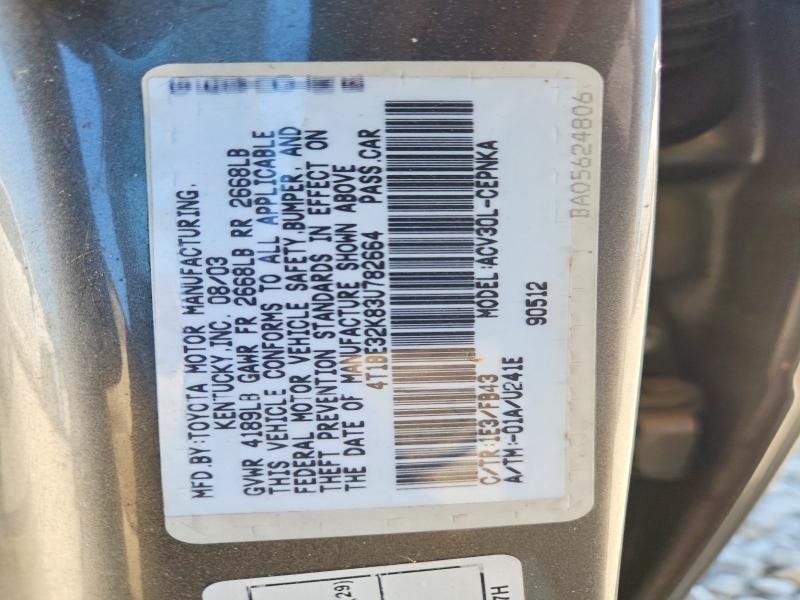 MFD.BY:TOYOTA MOTOR MANUFACTURING,
KENTUCKY,INC. 08/03
GVWR 4189LB GAWR FR 2668LB RR 2668LB
THIS VEHICLE CONFORMS TO ALL APPLICABLE
FEDERAL MOTOR VEHICLE SAFETY,BUMPER, AND
THEFT PREVENTION STANDARDS IN EFFECT ON
THE DATE OF MANUFACTURE SHOWN ABOVE
4T1BE32K83U782664 PASS.CAR
C/TR:1E3/FB43 MODEL:ACV30L-CEPNKA
A/TM:-01A/U241E
90512
BA05624806
29)
7H